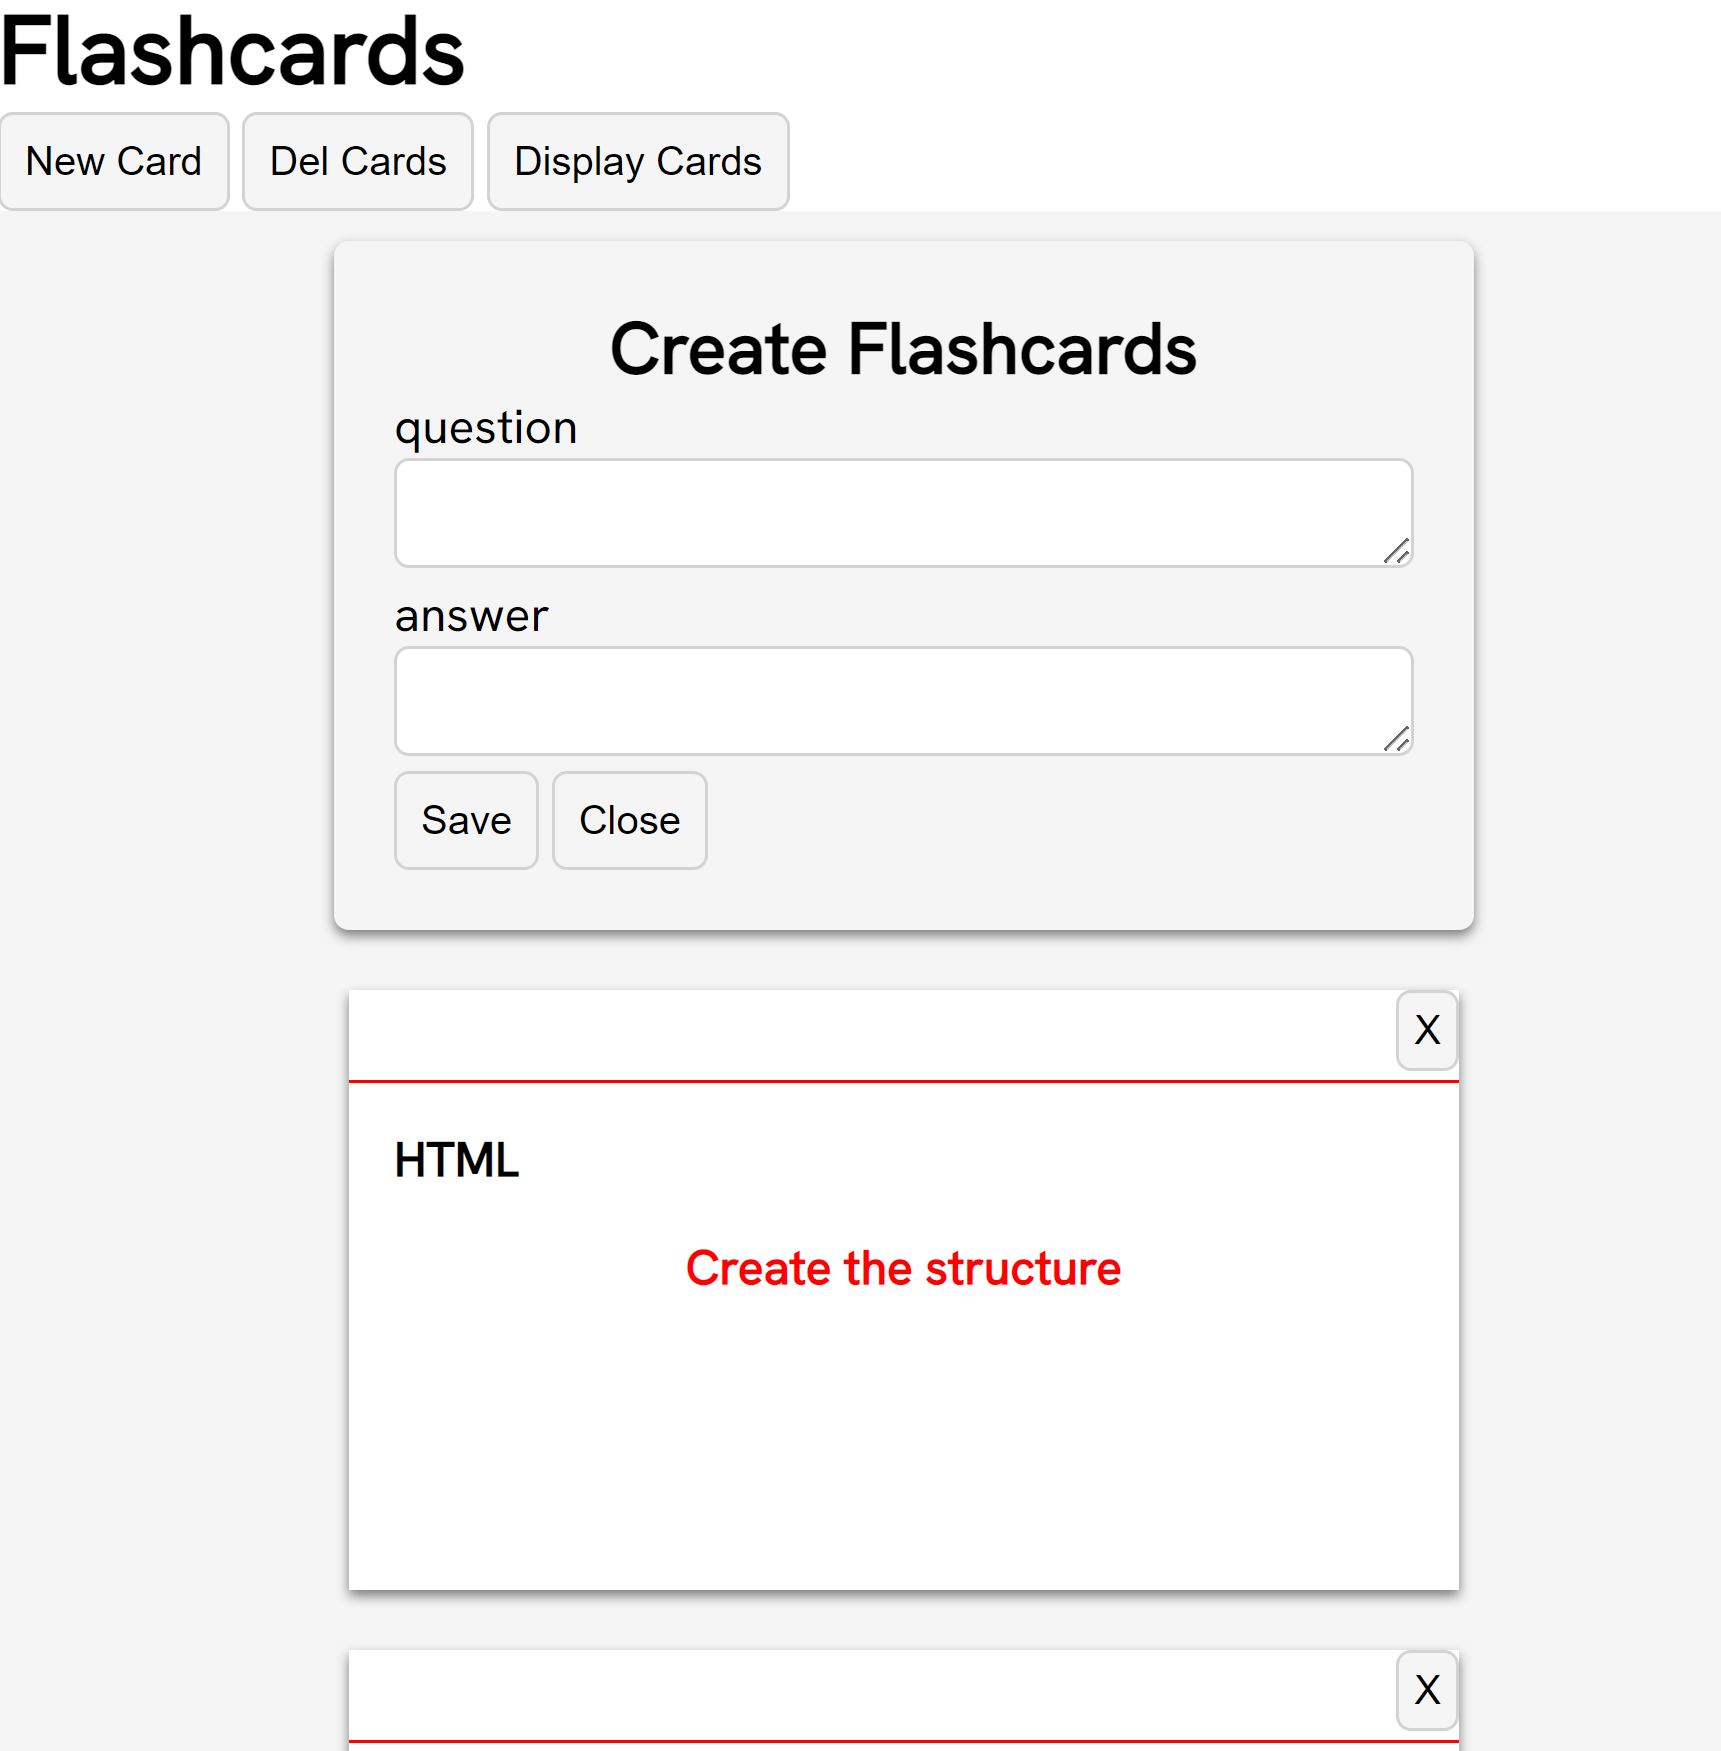 Flashcards
New Card Del Cards Display Cards
Create Flashcards
question
answer
Save Close
X
HTML
Create the structure
X